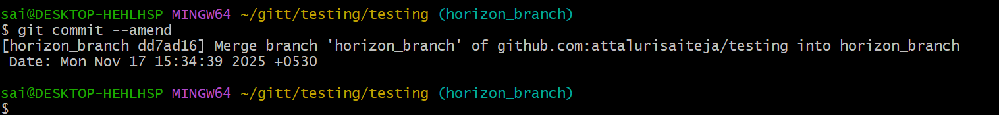 sai@DESKTOP-HEHLHSP MINGW64 ~/gitt/testing/testing (horizon_branch)
$ git commit --amend
[horizon_branch dd7ad16] Merge branch 'horizon_branch' of github.com:attalurisaiteja/testing into horizon_branch
 Date: Mon Nov 17 15:34:39 2025 +0530
sai@DESKTOP-HEHLHSP MINGW64 ~/gitt/testing/testing (horizon_branch)
$